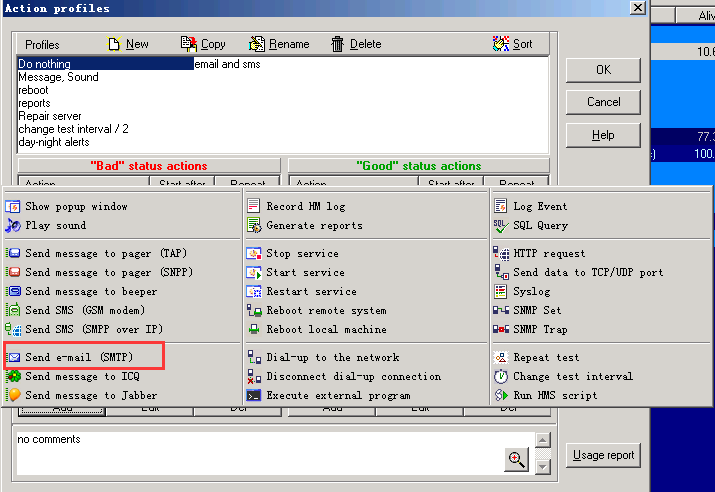 Action profiles
Aliv
Profiles New Copy Rename Delete Sort
Do nothing email and sms
Message, Sound
reboot
reports
Repair server
change test interval / 2
day-night alerts
OK
Cancel
Help
10.6
77.3
100.
"Bad" status actions "Good" status actions
Action Start after Repeat Action Start after Repeat
Show popup window Record HM log Log Event
Play sound Generate reports SQL Query
Send message to pager (TAP) Stop service HTTP request
Send message to pager (SNPP) Start service Send data to TCP/UDP port
Send message to beeper Restart service Syslog
Send SMS (GSM modem) Reboot remote system SNMP Set
Send SMS (SMPP over IP) Reboot local machine SNMP Trap
Send e-mail (SMTP) Dial-up to the network Repeat test
Send message to ICQ Disconnect dial-up connection Change test interval
Send message to Jabber Execute external program Run HMS script
Add Edit Del Add Edit Del
no comments
Usage report